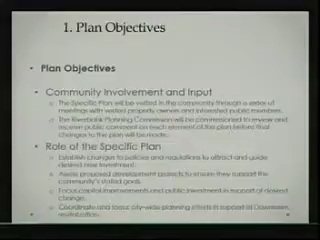 1. Plan Objectives
• Plan Objectives
• Community Involvement and Input
o The Specific Plan will be vetted in the community through a series of
meetings with vested property owners and interested public members.
o The Riverbank Planning Commission will be commissioned to review and
receive public comment on each element of the plan before final
changes to the plan will be made.
• Role of the Specific Plan
o Establish changes to policies and regulations to attract and guide
desired new investment.
o Assess proposed development projects to ensure they support the
community's stated goals.
o Focus capital improvements and public investment in support of desired
change.
o Coordinate and focus city-wide planning efforts in support of Downtown
revitalization.